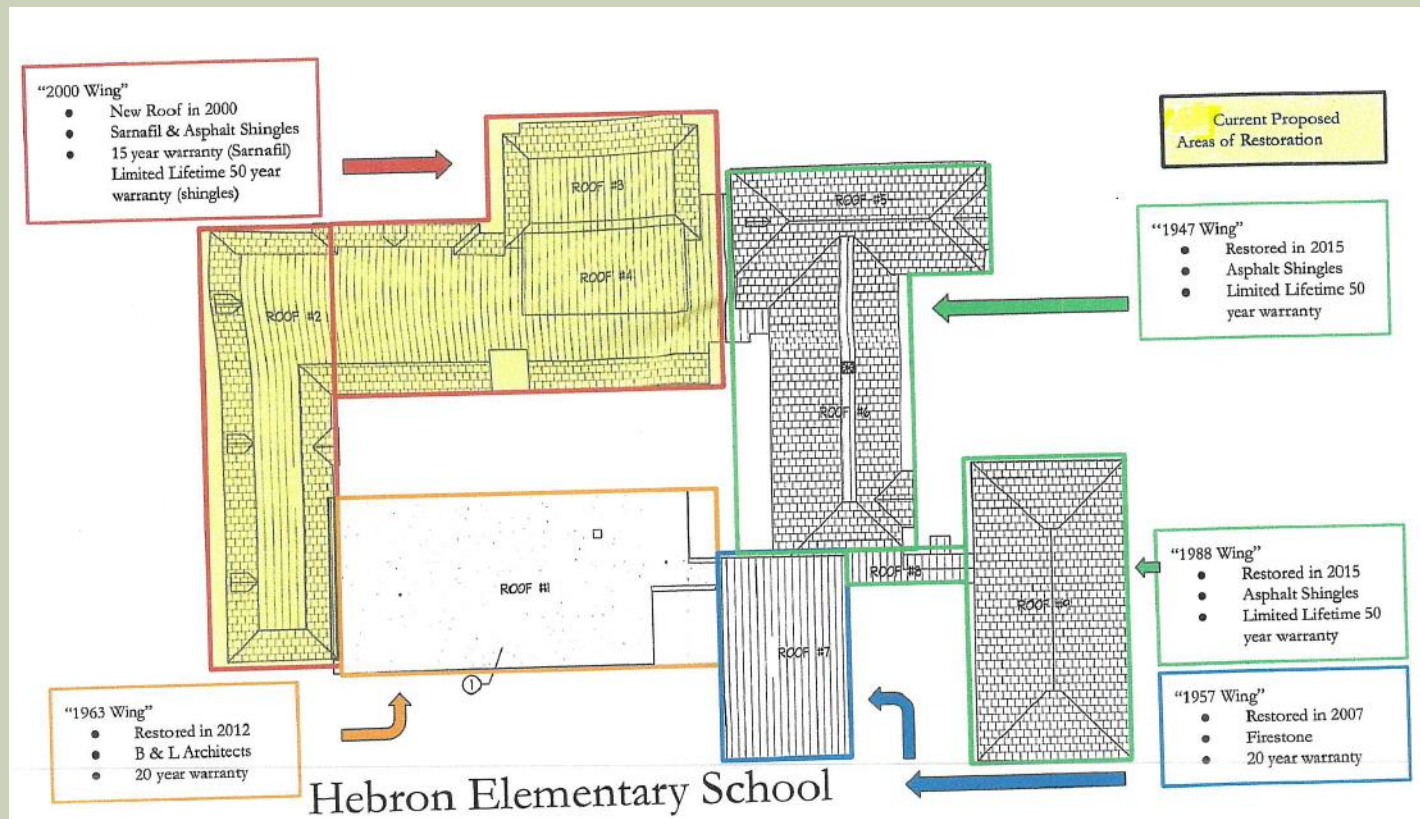 "2000 Wing"
● New Roof in 2000
● Sarnafil & Asphalt Shingles
● 15 year warranty (Sarnafil)
Limited Lifetime 50 year
warranty (shingles)
Current Proposed
Areas of Restoration
ROOF #3
ROOF #5
ROOF #4
"1947 Wing"
● Restored in 2015
● Asphalt Shingles
● Limited Lifetime 50
year warranty
ROOF #2
ROOF #6
ROOF #8
"1988 Wing"
● Restored in 2015
● Asphalt Shingles
● Limited Lifetime 50
year warranty
ROOF #1
ROOF #9
ROOF #7
1
"1963 Wing"
● Restored in 2012
● B & L Architects
● 20 year warranty
"1957 Wing"
● Restored in 2007
● Firestone
● 20 year warranty
Hebron Elementary School